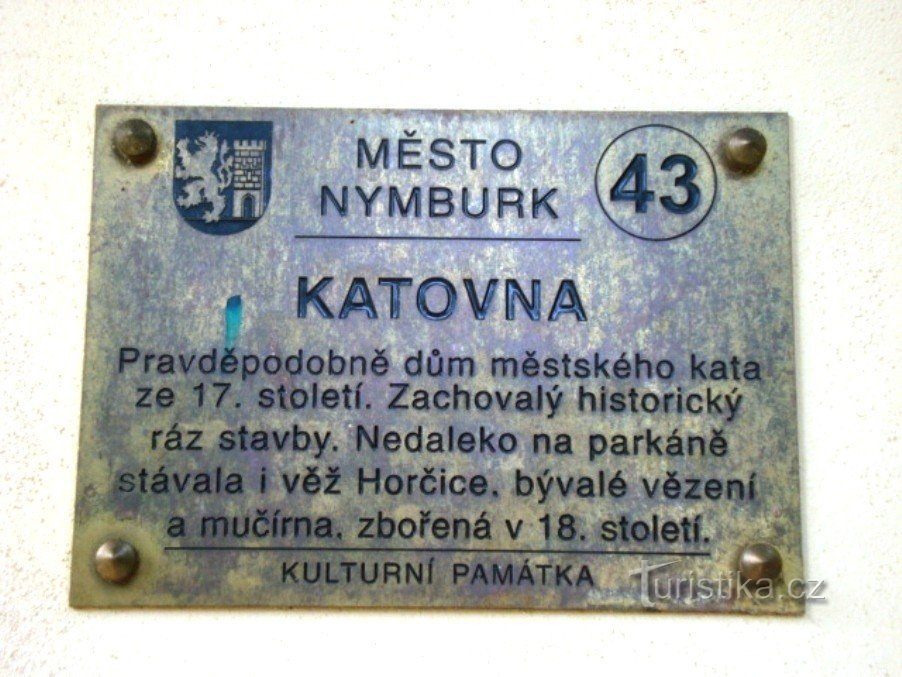 MĚSTO
NYMBURK
43
KATOVNA
Pravděpodobně dům městského kata
ze 17. století. Zachovalý historický
ráz stavby. Nedaleko na parkáně
stávala i věž Horčice, bývalé vězení
a mučírna, zbořená v 18. století.
KULTURNÍ PAMÁTKA
Turistika.cz